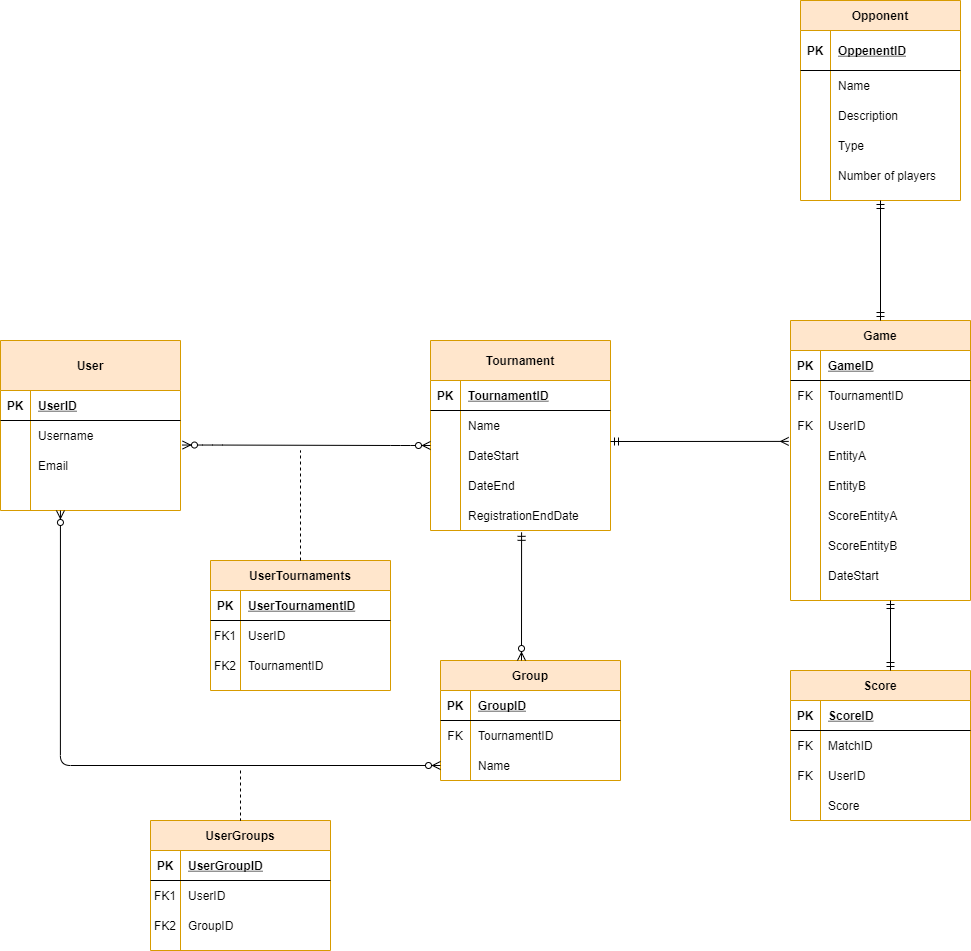 Opponent
PK OppenentID
Name
Description
Type
Number of players
User
PK UserID
Username
Email
Tournament
PK TournamentID
Name
DateStart
DateEnd
RegistrationEndDate
Game
PK GameID
FK TournamentID
FK UserID
EntityA
EntityB
ScoreEntityA
ScoreEntityB
DateStart
UserTournaments
PK UserTournamentID
FK1 UserID
FK2 TournamentID
Group
PK GroupID
FK TournamentID
Name
Score
PK ScoreID
FK MatchID
FK UserID
Score
UserGroups
PK UserGroupID
FK1 UserID
FK2 GroupID